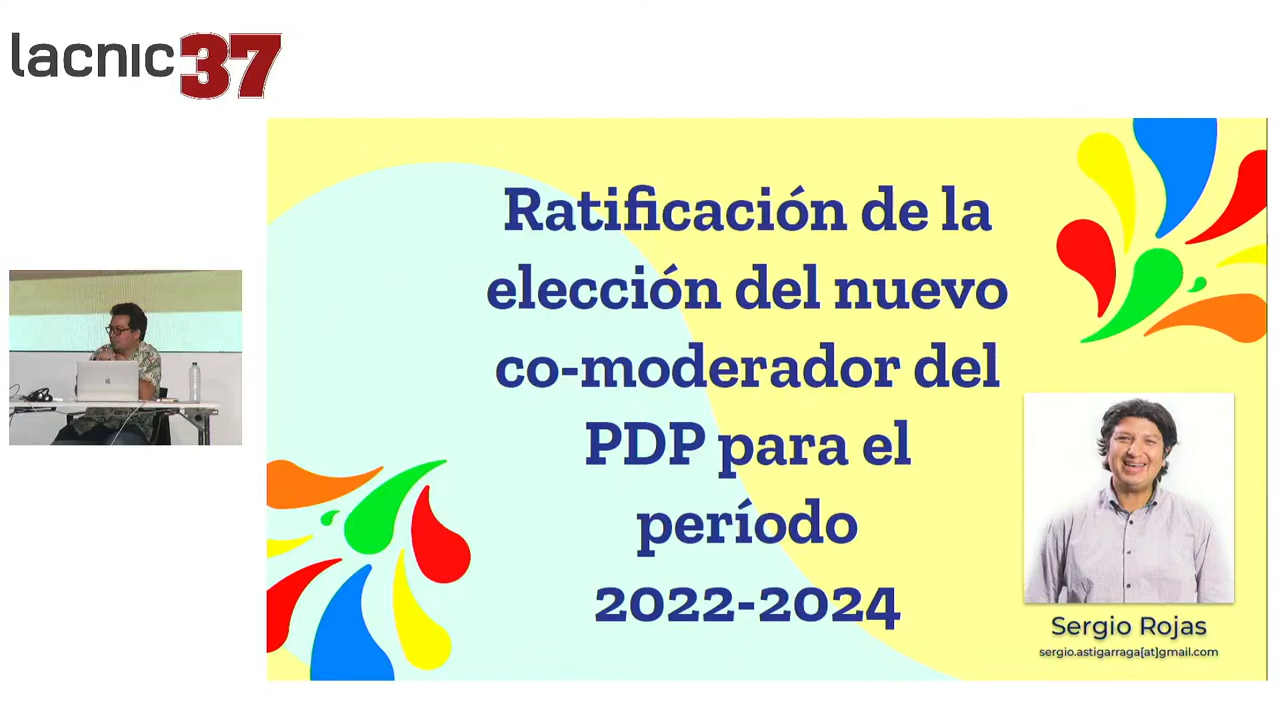 lacnic37
Ratificación de la
elección del nuevo
co-moderador del
PDP para el
período
2022-2024
Sergio Rojas
sergio.astigarraga[at]gmail.com